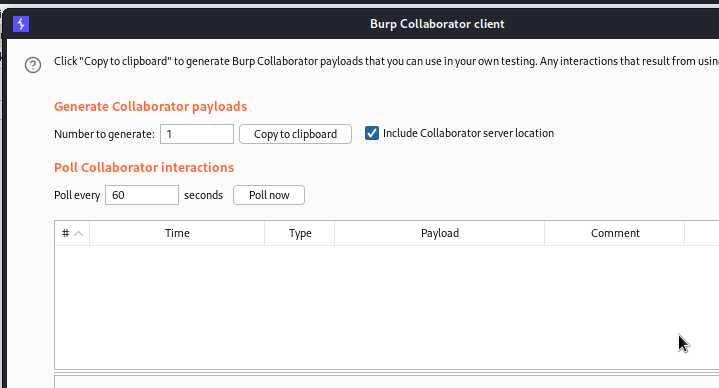 Burp Collaborator client
Click "Copy to clipboard" to generate Burp Collaborator payloads that you can use in your own testing. Any interactions that result from
Generate Collaborator payloads
Number to generate: 1 Copy to clipboard Include Collaborator server location
Poll Collaborator interactions
Poll every 60 seconds Poll now
# Time Type Payload Comment